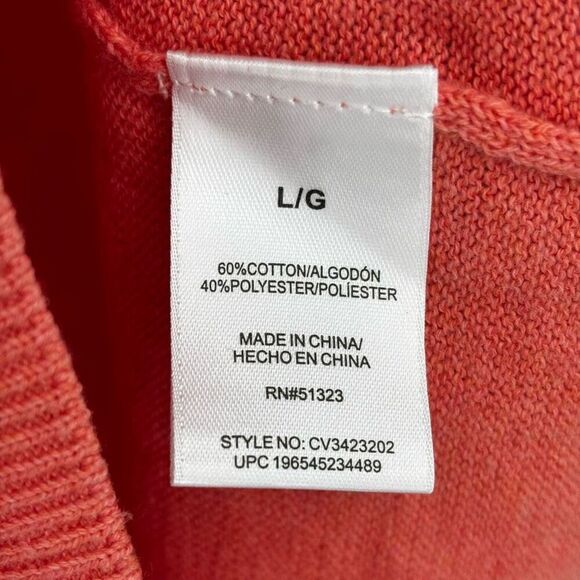 L/G
60%COTTON/ALGODÓN
40%POLYESTER/POLÍESTER
MADE IN CHINA/
HECHO EN CHINA
RN#51323
STYLE NO: CV3423202
UPC 196545234489